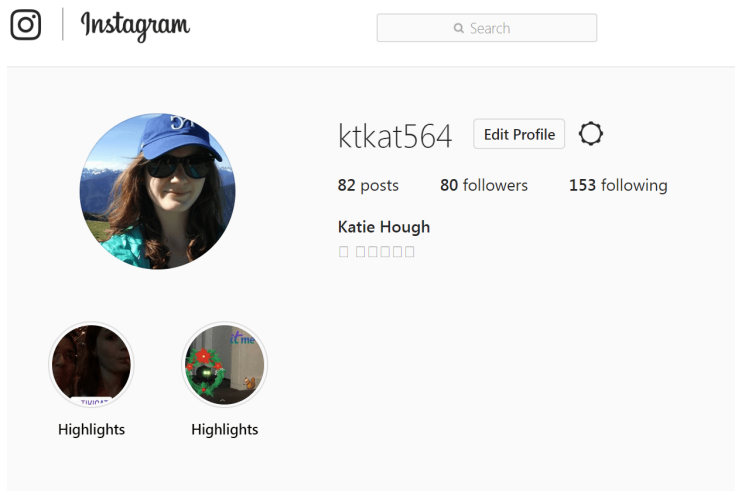 Instagram
Search
ktkat564 Edit Profile
82 posts 80 followers 153 following
Katie Hough
Highlights Highlights